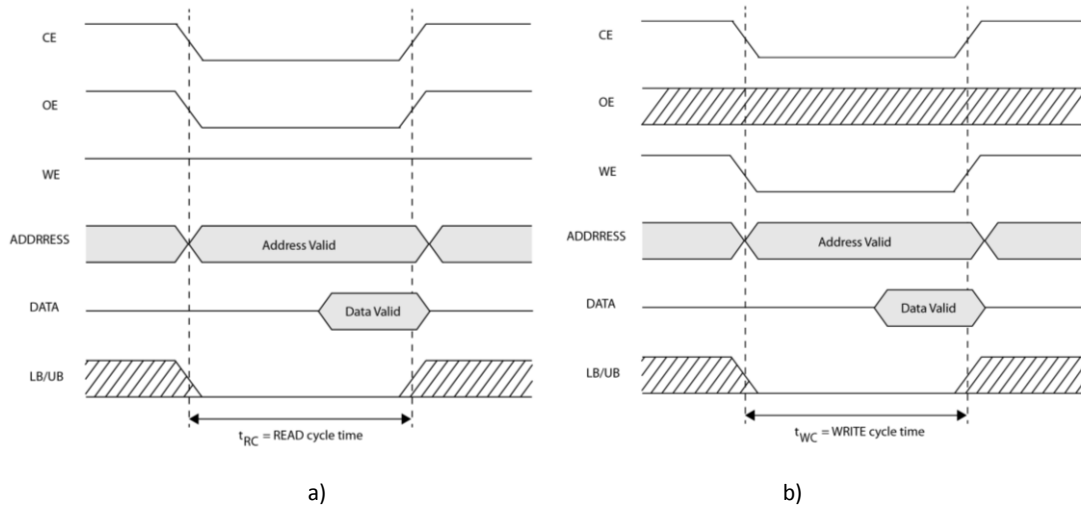 CE
OE
WE
ADDRRESS
Address Valid
DATA
Data Valid
LB/UB
tRC = READ cycle time
a)
CE
OE
WE
ADDRRESS
Address Valid
DATA
Data Valid
LB/UB
tWC = WRITE cycle time
b)